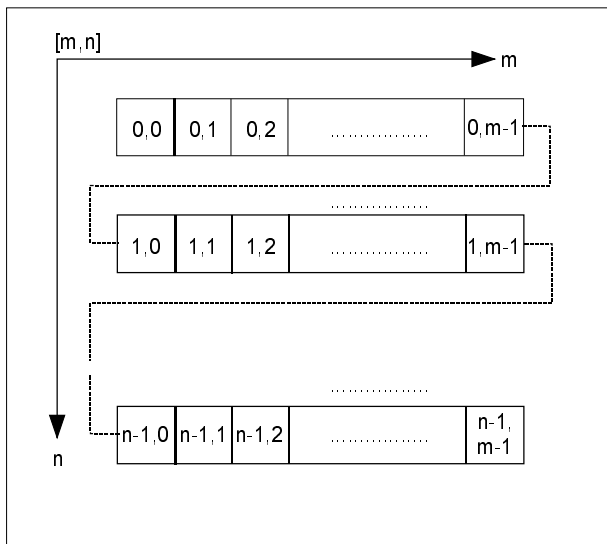 [m,n]
m
0,0 0,1 0,2 ................. 0,m-1
.................
1,0 1,1 1,2 ................. 1,m-1
.................
n-1,0 n-1,1 n-1,2 ................. n-1,
m-1
n